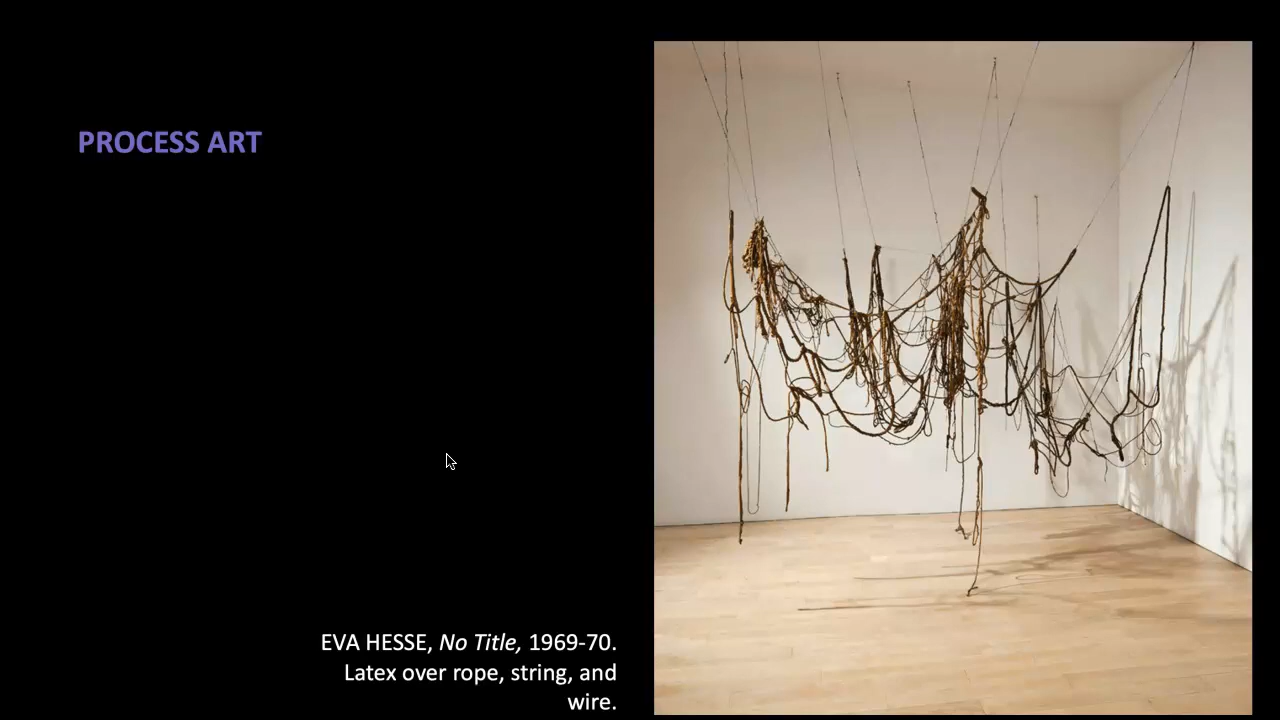 PROCESS ART
EVA HESSE, No Title, 1969-70.
Latex over rope, string, and
wire.